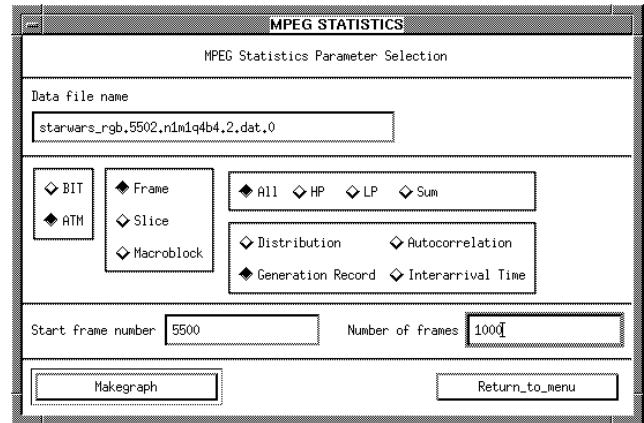 MPEG STATISTICS
MPEG Statistics Parameter Selection
Data file name
starwars_rgb.5502.n1m1q4b4.2.dat.0
BIT
ATM
Frame
Slice
Macroblock
All HP LP Sum
Distribution Autocorrelation
Generation Record Interarrival Time
Start frame number 5500 Number of frames 1000
Makegraph Return_to_menu